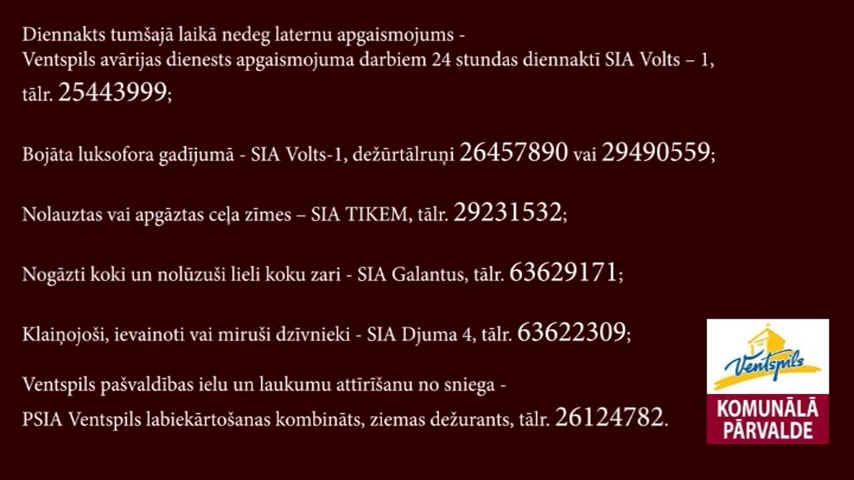 Diennakts tumšajā laikā nedeg laternu apgaismojums -
Ventspils avārijas dienests apgaismojuma darbiem 24 stundas diennaktī SIA Volts – 1,
tālr. 25443999;
Bojāta luksofora gadījumā - SIA Volts-1, dežūrtālruņi 26457890 vai 29490559;
Nolauztas vai apgāztas ceļa zīmes – SIA TIKEM, tālr. 29231532;
Nogāzti koki un nolūzuši lieli koku zari - SIA Galantus, tālr. 63629171;
Klaiņojoši, ievainoti vai miruši dzīvnieki - SIA Djuma 4, tālr. 63622309;
Ventspils pašvaldības ielu un laukumu attīrīšanu no sniega -
PSIA Ventspils labiekārtošanas kombināts, ziemas dežurants, tālr. 26124782.
Ventspils
KOMUNĀLĀ
PĀRVALDE